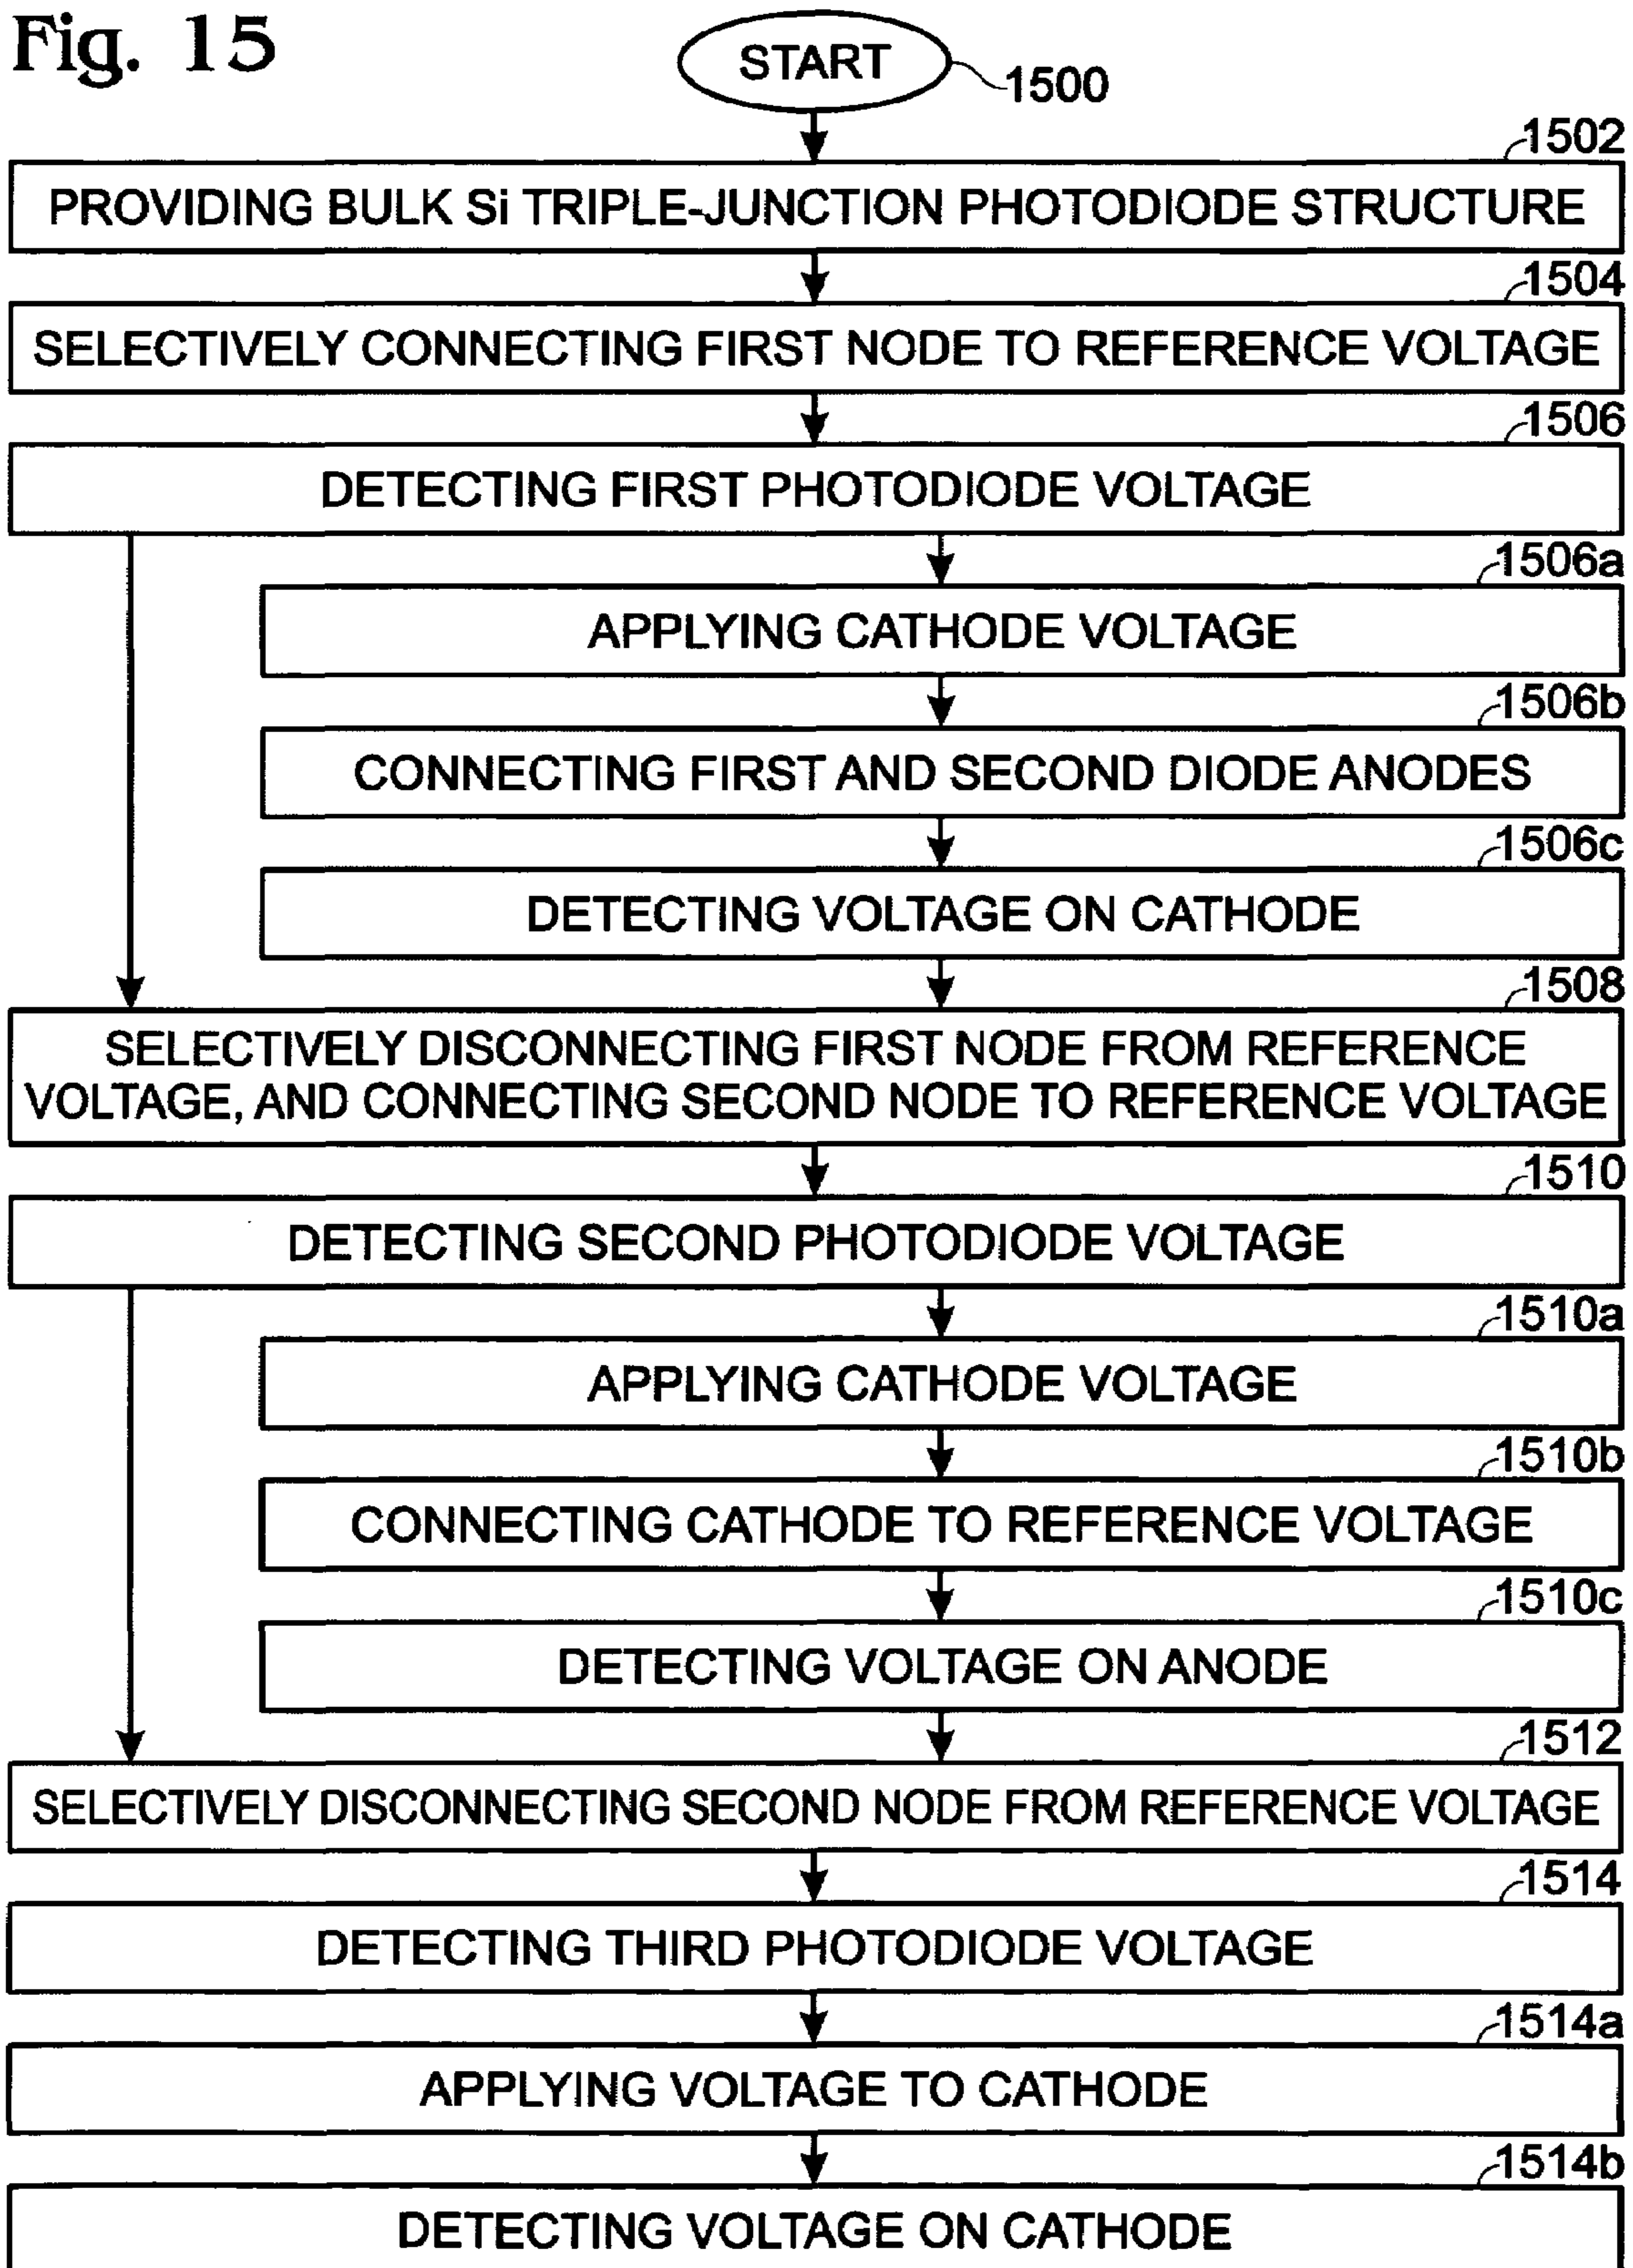 Fig. 15
START
1500
1502
PROVIDING BULK Si TRIPLE-JUNCTION PHOTODIODE STRUCTURE
1504
SELECTIVELY CONNECTING FIRST NODE TO REFERENCE VOLTAGE
1506
DETECTING FIRST PHOTODIODE VOLTAGE
1506a
APPLYING CATHODE VOLTAGE
1506b
CONNECTING FIRST AND SECOND DIODE ANODES
1506c
DETECTING VOLTAGE ON CATHODE
1508
SELECTIVELY DISCONNECTING FIRST NODE FROM REFERENCE
VOLTAGE, AND CONNECTING SECOND NODE TO REFERENCE VOLTAGE
1510
DETECTING SECOND PHOTODIODE VOLTAGE
1510a
APPLYING CATHODE VOLTAGE
1510b
CONNECTING CATHODE TO REFERENCE VOLTAGE
1510c
DETECTING VOLTAGE ON ANODE
1512
SELECTIVELY DISCONNECTING SECOND NODE FROM REFERENCE VOLTAGE
1514
DETECTING THIRD PHOTODIODE VOLTAGE
1514a
APPLYING VOLTAGE TO CATHODE
1514b
DETECTING VOLTAGE ON CATHODE